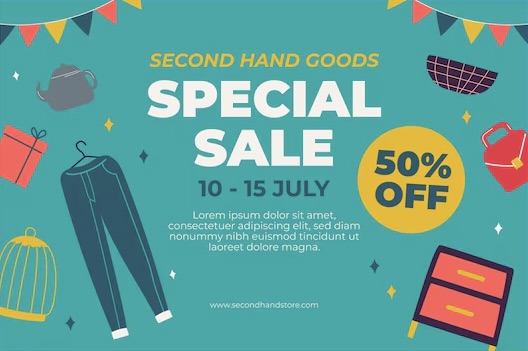 SECOND HAND GOODS
SPECIAL
SALE
10 - 15 JULY
Lorem ipsum dolor sit amet,
consectetuer adipiscing elit, sed diam
nonummy nibh euismod tincidunt ut
laoreet dolore magna.
50%
OFF
www.secondhandstore.com